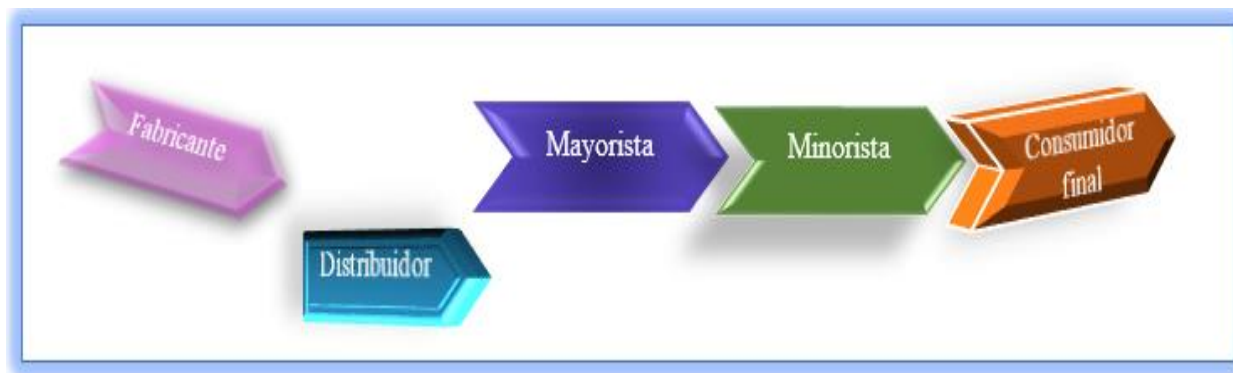 Fabricante
Distribuidor
Mayorista
Minorista
Consumidor
final